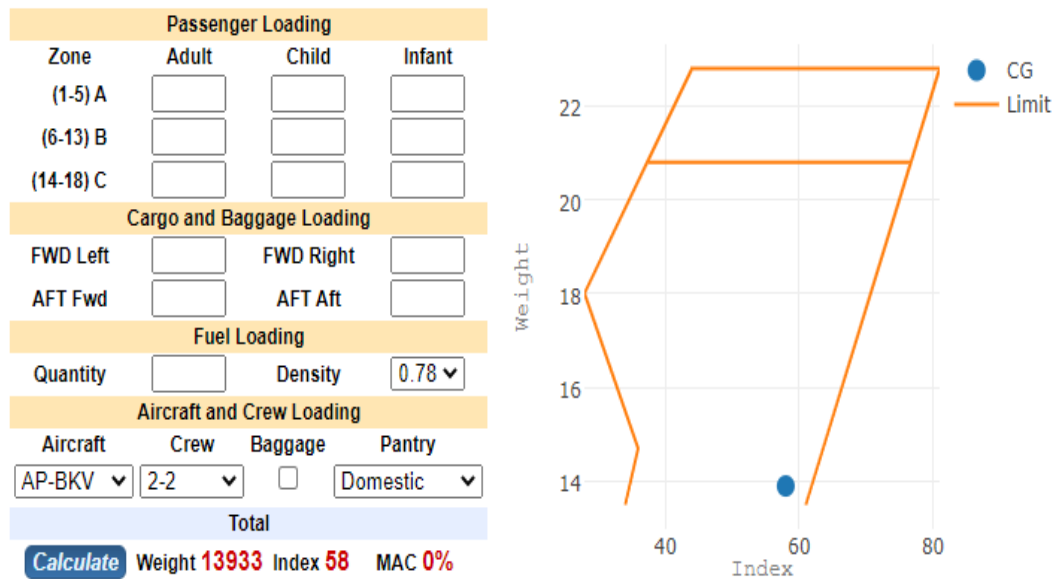 Passenger Loading
Zone Adult Child Infant
(1-5) A
(6-13) B
(14-18) C
Cargo and Baggage Loading
FWD Left FWD Right
AFT Fwd AFT Aft
Fuel Loading
Quantity Density 0.78
Aircraft and Crew Loading
Aircraft Crew Baggage Pantry
AP-BKV 2-2 Domestic
Total
Calculate Weight 13933 Index 58 MAC 0%
CG
Limit
22
20
18
16
14
Weight
40 60 80
Index